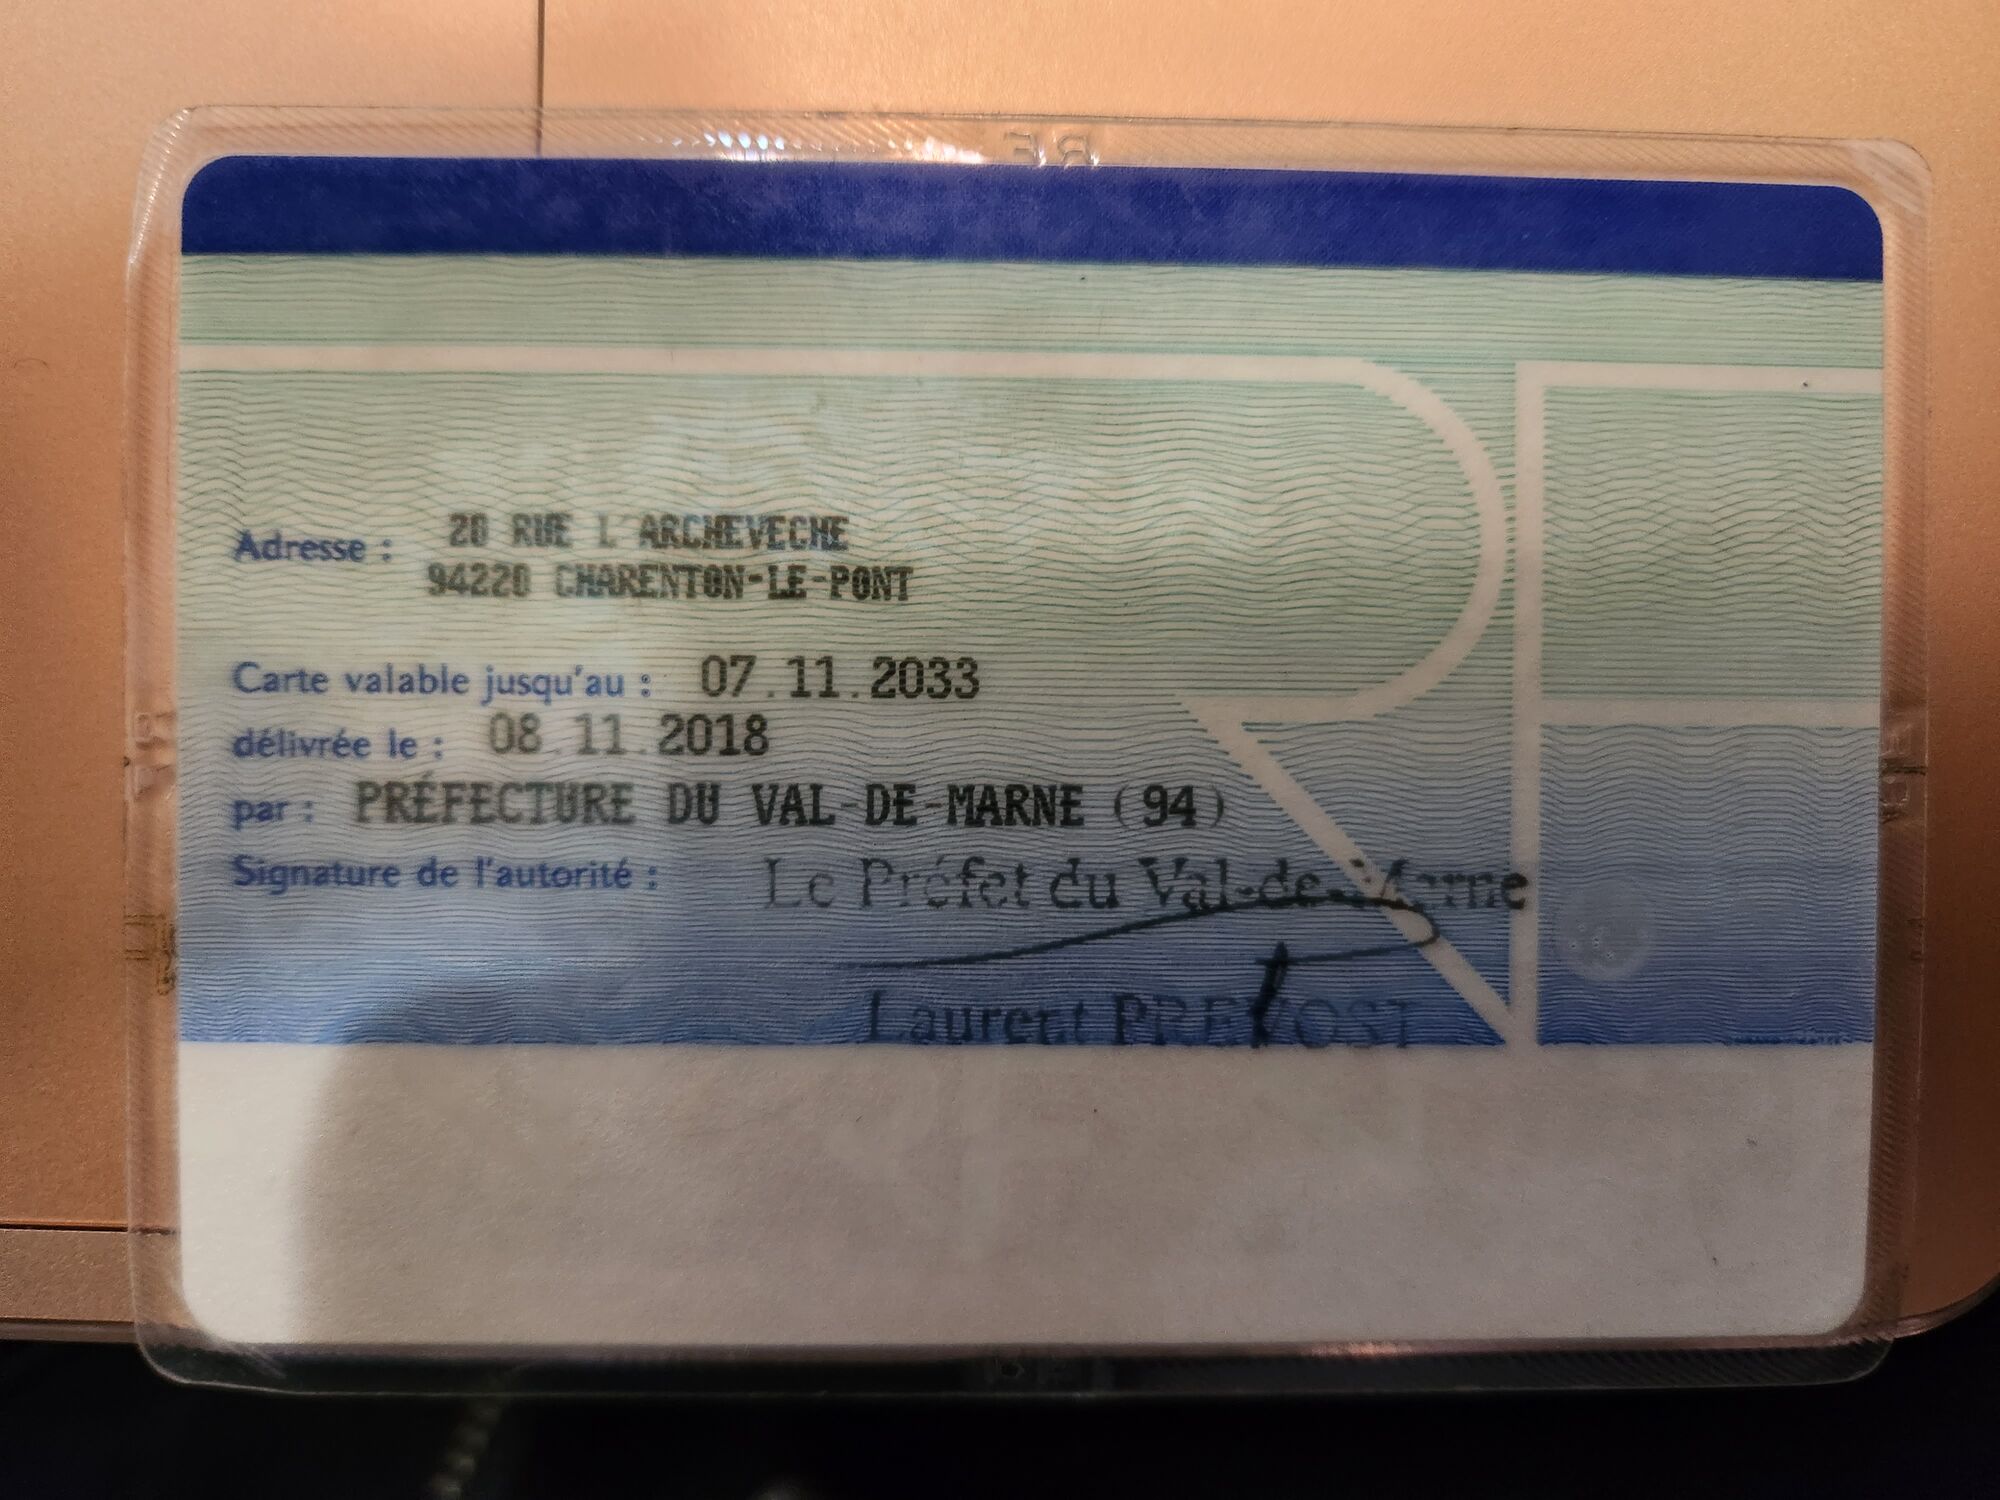 Adresse : 20 RUE L'ARCHEVECHE
94220 CHARENTON-LE-PONT
Carte valable jusqu'au : 07.11.2033
délivrée le : 08.11.2018
par : PRÉFECTURE DU VAL-DE-MARNE (94)
Signature de l'autorité : Le Préfet du Val-de-Marne
Laurent PREVOST